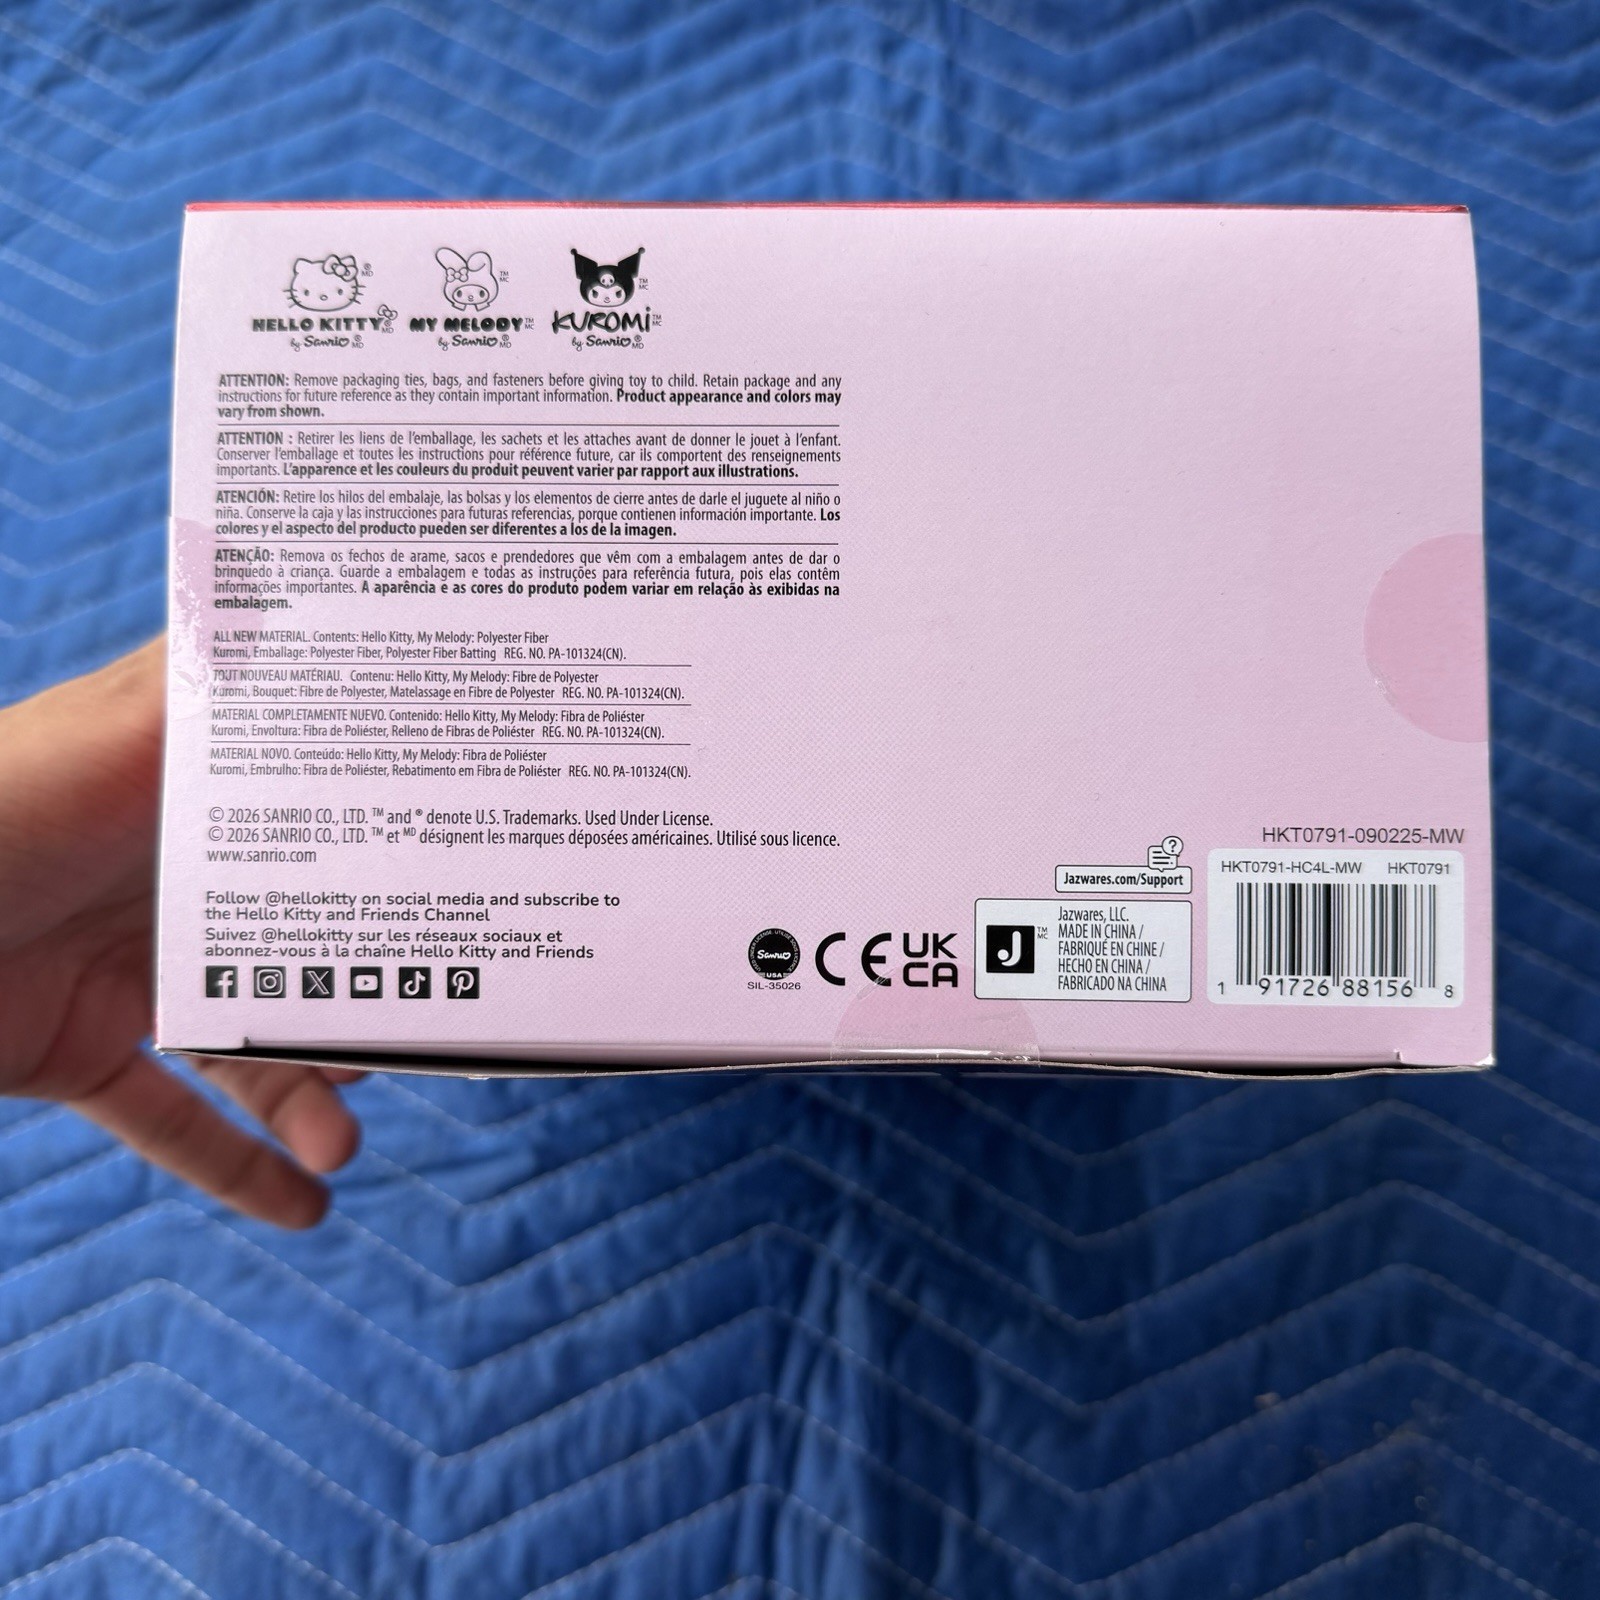 HELLO KITTY® MD
by Sanrio® MD
MY MELODY™ MC
by Sanrio® MD
KUROMI™ MC
by Sanrio® MD
ATTENTION: Remove packaging ties, bags, and fasteners before giving toy to child. Retain package and any
instructions for future reference as they contain important information. Product appearance and colors may
vary from shown.
ATTENTION : Retirer les liens de l'emballage, les sachets et les attaches avant de donner le jouet à l'enfant.
Conserver l'emballage et toutes les instructions pour référence future, car ils comportent des renseignements
importants. L'apparence et les couleurs du produit peuvent varier par rapport aux illustrations.
ATENCIÓN: Retire los hilos del embalaje, las bolsas y los elementos de cierre antes de darle el juguete al niño o
niña. Conserve la caja y las instrucciones para futuras referencias, porque contienen información importante. Los
colores y el aspecto del producto pueden ser diferentes a los de la imagen.
ATENÇÃO: Remova os fechos de arame, sacos e prendedores que vêm com a embalagem antes de dar o
brinquedo à criança. Guarde a embalagem e todas as instruções para referência futura, pois elas contêm
informações importantes. A aparência e as cores do produto podem variar em relação às exibidas na
embalagem.
ALL NEW MATERIAL. Contents: Hello Kitty, My Melody: Polyester Fiber
Kuromi, Emballage: Polyester Fiber, Polyester Fiber Batting REG. NO. PA-101324(CN).
TOUT NOUVEAU MATÉRIAU. Contenu: Hello Kitty, My Melody: Fibre de Polyester
Kuromi, Bouquet: Fibre de Polyester, Matelassage en Fibre de Polyester REG. NO. PA-101324(CN).
MATERIAL COMPLETAMENTE NUEVO. Contenido: Hello Kitty, My Melody: Fibra de Poliéster
Kuromi, Envoltura: Fibra de Poliéster, Relleno de Fibras de Poliéster REG. NO. PA-101324(CN).
MATERIAL NOVO. Conteúdo: Hello Kitty, My Melody: Fibra de Poliéster
Kuromi, Embrulho: Fibra de Poliéster, Rebatimento em Fibra de Poliéster REG. NO. PA-101324(CN).
© 2026 SANRIO CO., LTD. ™ and ® denote U.S. Trademarks. Used Under License.
© 2026 SANRIO CO., LTD. ™ et MD désignent les marques déposées américaines. Utilisé sous licence.
www.sanrio.com
Follow @hellokitty on social media and subscribe to
the Hello Kitty and Friends Channel
Suivez @hellokitty sur les réseaux sociaux et
abonnez-vous à la chaîne Hello Kitty and Friends
Sanrio
USA
SIL-35026
CE
UK
CA
Jazwares.com/Support
J™ MC
Jazwares, LLC.
MADE IN CHINA /
FABRIQUÉ EN CHINE /
HECHO EN CHINA /
FABRICADO NA CHINA
HKT0791-090225-MW
HKT0791-HC4L-MW HKT0791
1 91726 88156 8